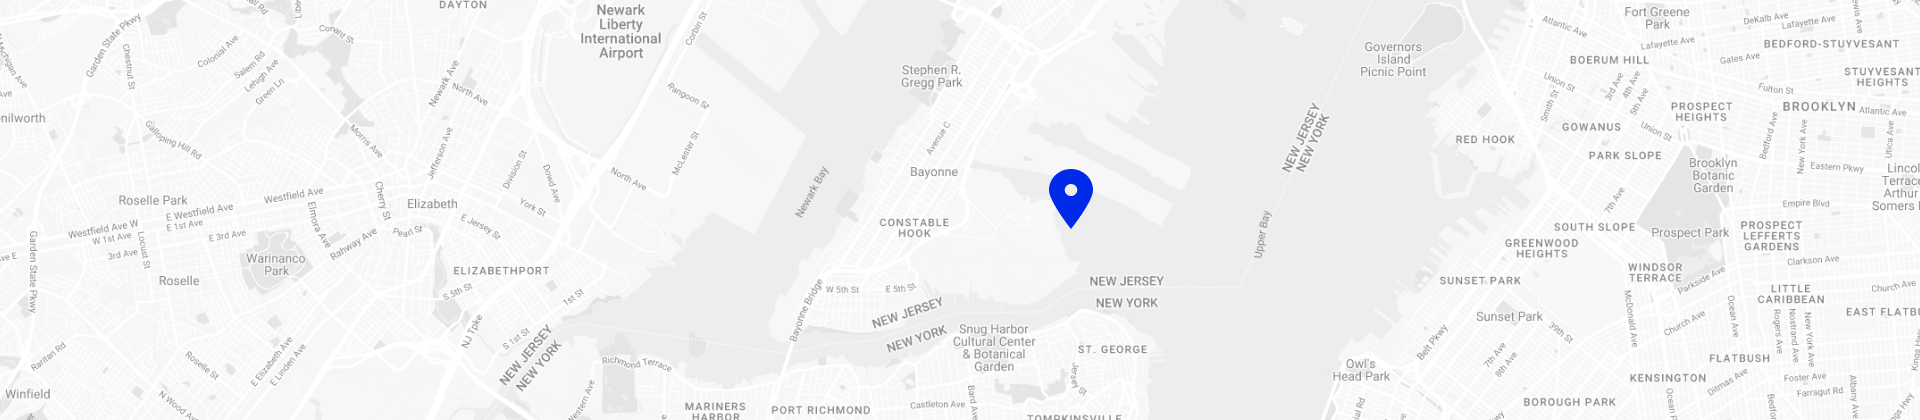 DAYTON
Newark
Liberty
International
Airport
Corbin St
Fort Greene
Park
DeKalb Ave
Lafayette Ave
Atlantic Ave
Lafayette Ave
BEDFORD-STUYVESANT
Gates Ave
Garden State Pkwy
Chestnut St
Colonial Ave
Conant St
Salem Rd
Lehigh Ave
Green Ln
Newark Ave
North Ave
Rangoon St
Stephen R.
Gregg Park
Governors
Island
Picnic Point
BOERUM HILL
STUYVESANT
HEIGHTS
Union St
3rd Ave
4th Ave
5th Ave
Smith St
Fulton St
PROSPECT
HEIGHTS
BROOKLYN
Atlantic Ave
Michigan Ave
enilworth
Galloping Hill Rd
Morris Ave
Jefferson Ave
Division St
Dowd Ave
York St
North Ave
McLester St
Avenue C
Bayonne
NEW JERSEY
NEW YORK
RED HOOK
GOWANUS
Union St
PARK SLOPE
Bedford Ave
New York Ave
Utica Ave
Brooklyn
Botanic
Garden
Eastern Pkwy
Lincol
Terrace
Arthur
Somers
Roselle Park
Westfield Ave
Westfield Ave W
W 1st Ave
E Westfield Ave
E 1st Ave
E 3rd Ave
3rd Ave
Locust St
Cherry St
Elmora Ave
Rahway Ave
Pearl St
Elizabeth
E Jersey St
Newark Bay
CONSTABLE
HOOK
7th Ave
Empire Blvd
SOUTH SLOPE
Prospect Park
PROSPECT
LEFFERTS
GARDENS
Upper Bay
GREENWOOD
HEIGHTS
Garden State Pkwy
Ave E
Roselle
Warinanco
Park
ELIZABETHPORT
S 5th St
1st St
Bayonne Bridge
W 5th St
E 5th St
NEW JERSEY
NEW YORK
NEW JERSEY
NEW YORK
SUNSET PARK
WINDSOR
TERRACE
Parkside Ave
Clarkson Ave
LITTLE
CARIBBEAN
Church Ave
NJ Tpke
S 1st St
NEW JERSEY
NEW YORK
Snug Harbor
Cultural Center
& Botanical
Garden
ST. GEORGE
Sunset Park
39th St
McDonald Ave
Church Ave
Ocean Ave
Rogers Ave
Nostrand Ave
New York Ave
EAST FLATB
Raritan Rd
Roselle St
E Elizabeth Ave
E Linden Ave
Richmond Terrace
Belt Pkwy
7th Ave
8th Ave
Owl's
Head Park
FLATBUSH
Kings Hwy
Winfield
N Wood Ave
Western Ave
MARINERS
HARBOR
PORT RICHMOND
Castleton Ave
Bard Ave
Jersey St
TOMPKINSVILLE
KENSINGTON
Ditmas Ave
Foster Ave
Farragut Rd
Albany Ave
BOROUGH PARK